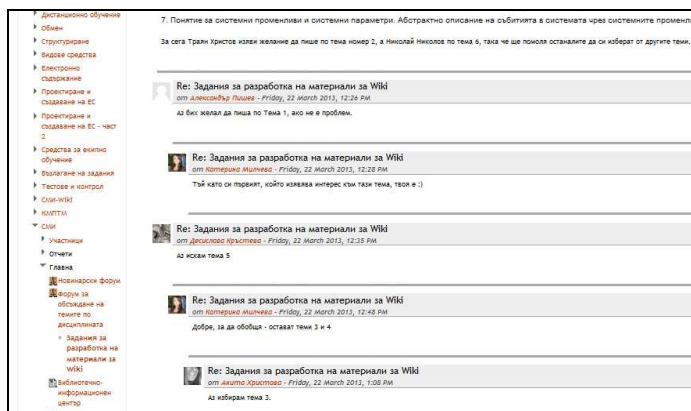 Дистанционно обучение
Обмен
Структуриране
Видове средства
Електронно
съдържание
Проектиране и
създаване на ЕС
Проектиране и
създаване на ЕС - част
2
Средства за екипно
обучение
Възлагане на задания
Тестове и контрол
СМИ-Wiki
КМПТМ
СМИ
Участници
Отчети
Главна
Новинарски форум
Форум за
обсъждане на
темите по
дисциплината
Задания за
разработка на
материали за
Wiki
Библиотечно-
информационен
център
7. Понятие за системни променливи и системни параметри. Абстрактно описание на събитията в системата чрез системните променл
За сега Траян Христов изяви желание да пише по тема номер 2, а Николай Николов по тема 6, така че ще помоля останалите да си изберат от другите теми.
Re: Задания за разработка на материали за Wiki
от Александър Пишев - Friday, 22 March 2013, 12:26 PM
Аз бих желал да пиша по Тема 1, ако не е проблем.
Re: Задания за разработка на материали за Wiki
от Катерина Милчева - Friday, 22 March 2013, 12:28 PM
Тъй като си първият, който изявява интерес към тази тема, твоя е :)
Re: Задания за разработка на материали за Wiki
от Десислава Кръстева - Friday, 22 March 2013, 12:35 PM
Аз искам тема 5
Re: Задания за разработка на материали за Wiki
от Катерина Милчева - Friday, 22 March 2013, 12:48 PM
Добре, за да обобщя - остават теми 3 и 4
Re: Задания за разработка на материали за Wiki
от Анита Христова - Friday, 22 March 2013, 1:08 PM
Аз избирам тема 3.